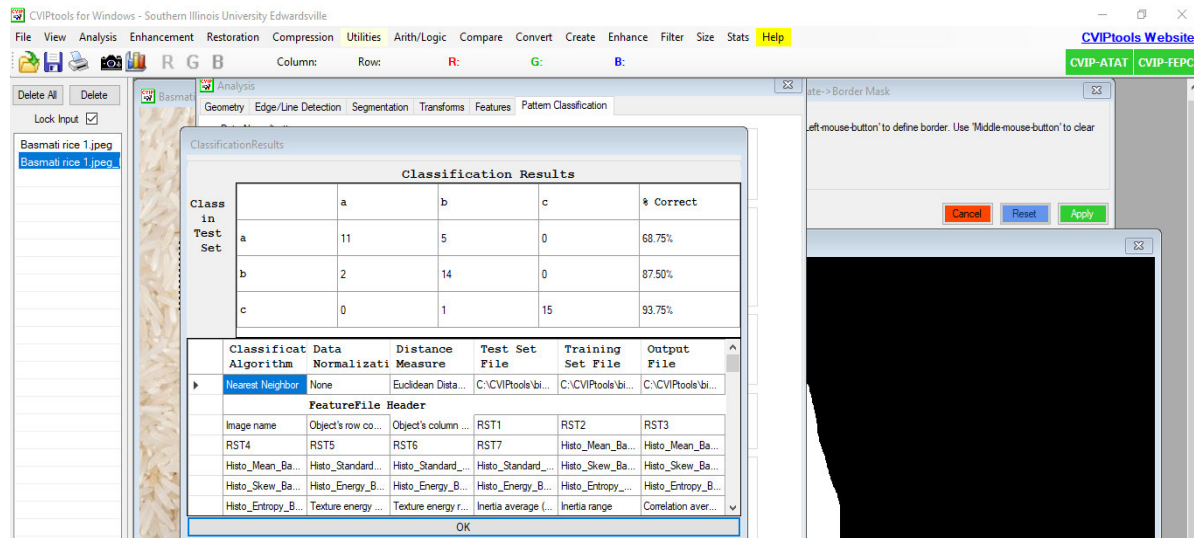 CVIPtools for Windows - Southern Illinois University Edwardsville
File View Analysis Enhancement Restoration Compression Utilities Arith/Logic Compare Convert Create Enhance Filter Size Stats Help CVIPtools Website
R G B Column: Row: R: G: B: CVIP-ATAT CVIP-FEPC
Delete All Delete
Lock Input
Basmati rice 1.jpeg
Basmati rice 1.jpeg_
Basmati
Analysis
Geometry Edge/Line Detection Segmentation Transforms Features Pattern Classification
ate->Border Mask
eft-mouse-button' to define border. Use 'Middle-mouse-button' to clear
Cancel Reset Apply
ClassificationResults
Classification Results
Class in Test Set
a b c % Correct
a 11 5 0 68.75%
b 2 14 0 87.50%
c 0 1 15 93.75%
Classificat Data Distance Test Set Training Output
Algorithm Normalizati Measure File Set File File
Nearest Neighbor None Euclidean Dista... C:\CVIPtools\bi... C:\CVIPtools\bi... C:\CVIPtools\bi...
FeatureFile Header
Image name Object's row co... Object's column ... RST1 RST2 RST3
RST4 RST5 RST6 RST7 Histo_Mean_Ba... Histo_Mean_Ba...
Histo_Mean_Ba... Histo_Standard... Histo_Standard_... Histo_Standard_... Histo_Skew_Ba... Histo_Skew_Ba...
Histo_Skew_Ba... Histo_Energy_B... Histo_Energy_B... Histo_Energy_B... Histo_Entropy_... Histo_Entropy_B...
Histo_Entropy_B... Texture energy ... Texture energy r... Inertia average (... Inertia range Correlation aver...
OK